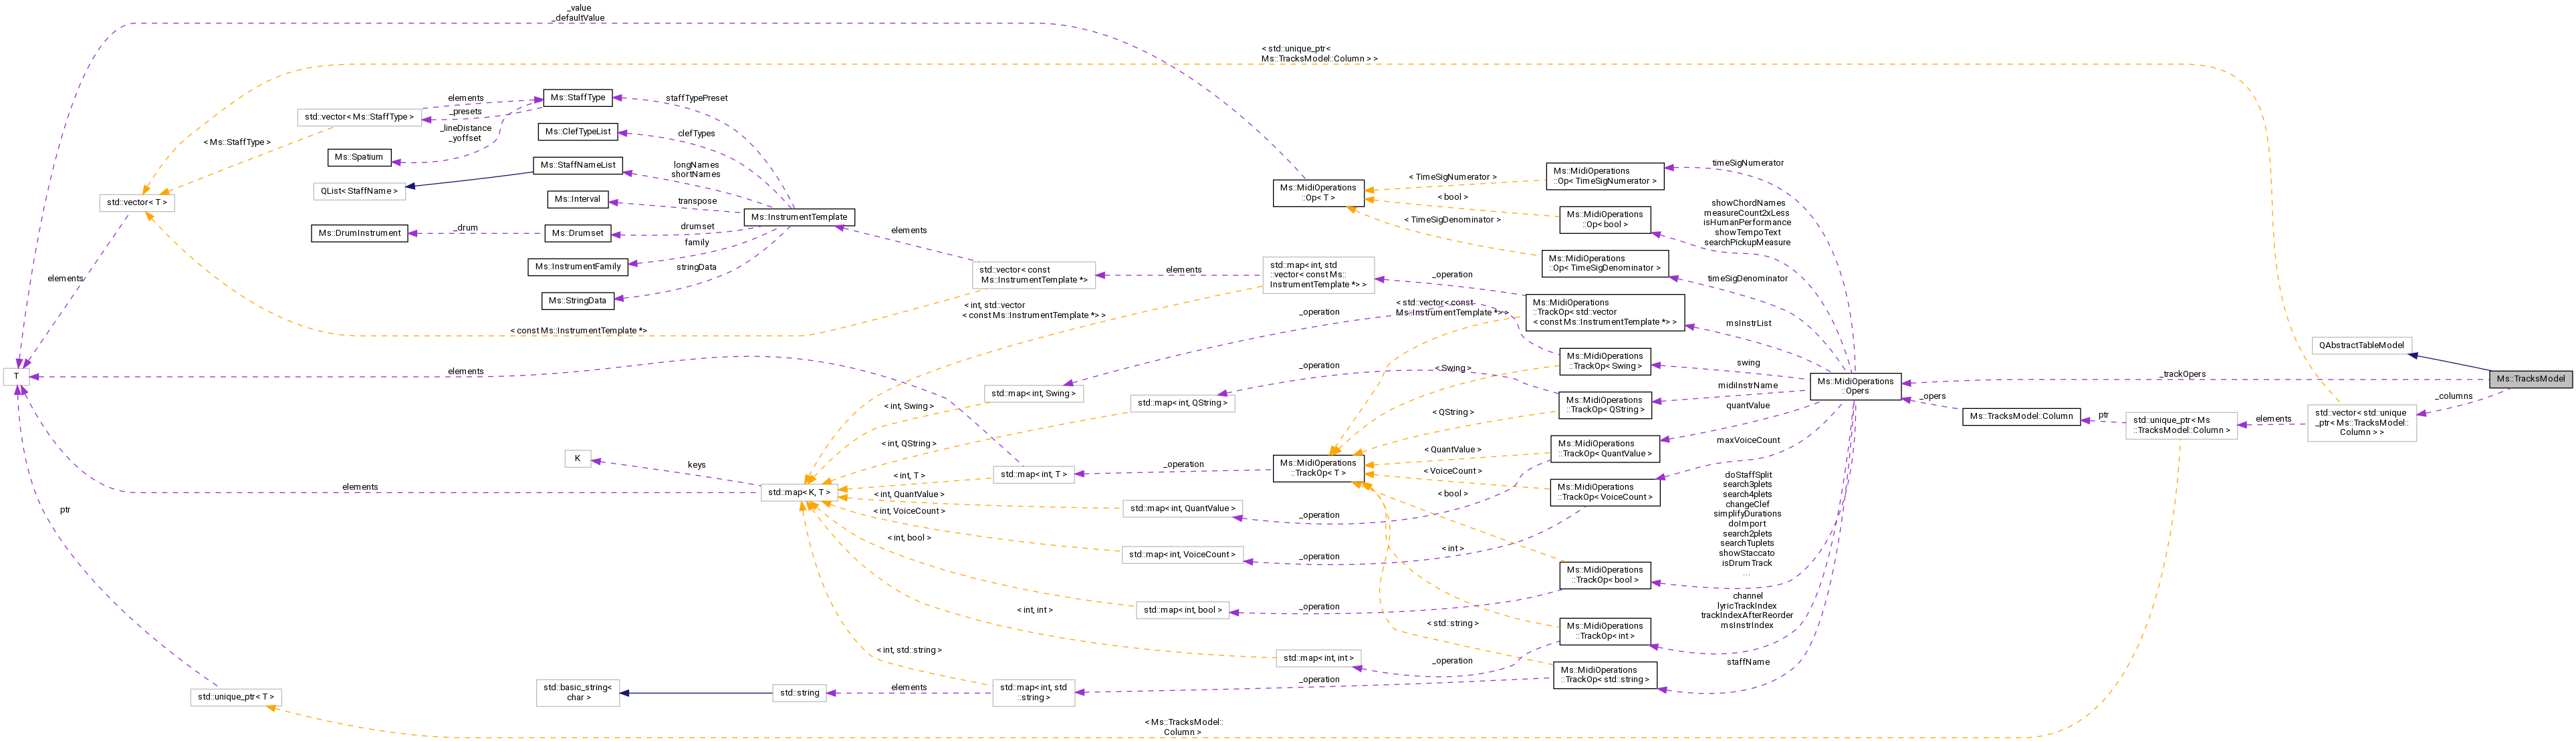 _value
_defaultValue
< std::unique_ptr<
Ms::TracksModel::Column > >
elements
_presets
std::vector< Ms::StaffType >
Ms::StaffType
staffTypePreset
_lineDistance
_yoffset
< Ms::StaffType >
Ms::ClefTypeList
clefTypes
Ms::Spatium
Ms::StaffNameList
longNames
shortNames
QList< StaffName >
std::vector< T >
Ms::Interval
transpose
Ms::InstrumentTemplate
Ms::DrumInstrument
_drum
Ms::Drumset
drumset
family
Ms::InstrumentFamily
stringData
Ms::StringData
elements
elements
std::vector< const
Ms::InstrumentTemplate *>
elements
std::map< int, std
::vector< const Ms::
InstrumentTemplate *> >
_operation
< const Ms::InstrumentTemplate *>
< int, std::vector
< const Ms::InstrumentTemplate *> >
Ms::MidiOperations
::Op< T >
< TimeSigNumerator >
< bool >
< TimeSigDenominator >
Ms::MidiOperations
::Op< TimeSigNumerator >
Ms::MidiOperations
::Op< bool >
Ms::MidiOperations
::Op< TimeSigDenominator >
timeSigNumerator
showChordNames
measureCount2xLess
isHumanPerformance
showTempoText
searchPickupMeasure
timeSigDenominator
Ms::MidiOperations
::TrackOp< std::vector
< const Ms::InstrumentTemplate *> >
msInstrList
< std::vector< const
Ms::InstrumentTemplate *> >
_operation
Ms::MidiOperations
::TrackOp< Swing >
swing
< Swing >
_operation
Ms::MidiOperations
::TrackOp< QString >
midiInstrName
< QString >
quantValue
Ms::MidiOperations
::Opers
_trackOpers
QAbstractTableModel
Ms::TracksModel
_opers
Ms::TracksModel::Column
ptr
std::unique_ptr< Ms
::TracksModel::Column >
elements
std::vector< std::unique
_ptr< Ms::TracksModel::
Column > >
_columns
T
elements
std::map< int, Swing >
std::map< int, QString >
< int, Swing >
< int, QString >
K
keys
std::map< K, T >
elements
< int, T >
std::map< int, T >
_operation
Ms::MidiOperations
::TrackOp< T >
< QuantValue >
< VoiceCount >
< bool >
Ms::MidiOperations
::TrackOp< QuantValue >
maxVoiceCount
Ms::MidiOperations
::TrackOp< VoiceCount >
< int, QuantValue >
std::map< int, QuantValue >
_operation
< int, VoiceCount >
std::map< int, VoiceCount >
_operation
< int >
doStaffSplit
search3plets
search4plets
changeClef
simplifyDurations
doImport
search2plets
searchTuplets
showStaccato
isDrumTrack
...
< int, bool >
std::map< int, bool >
_operation
Ms::MidiOperations
::TrackOp< bool >
channel
lyricTrackIndex
trackIndexAfterReorder
msInstrIndex
< int, int >
std::map< int, int >
_operation
< std::string >
Ms::MidiOperations
::TrackOp< int >
staffName
< int, std::string >
Ms::MidiOperations
::TrackOp< std::string >
_operation
std::map< int, std
::string >
elements
std::string
std::basic_string<
char >
ptr
std::unique_ptr< T >
< Ms::TracksModel::
Column >